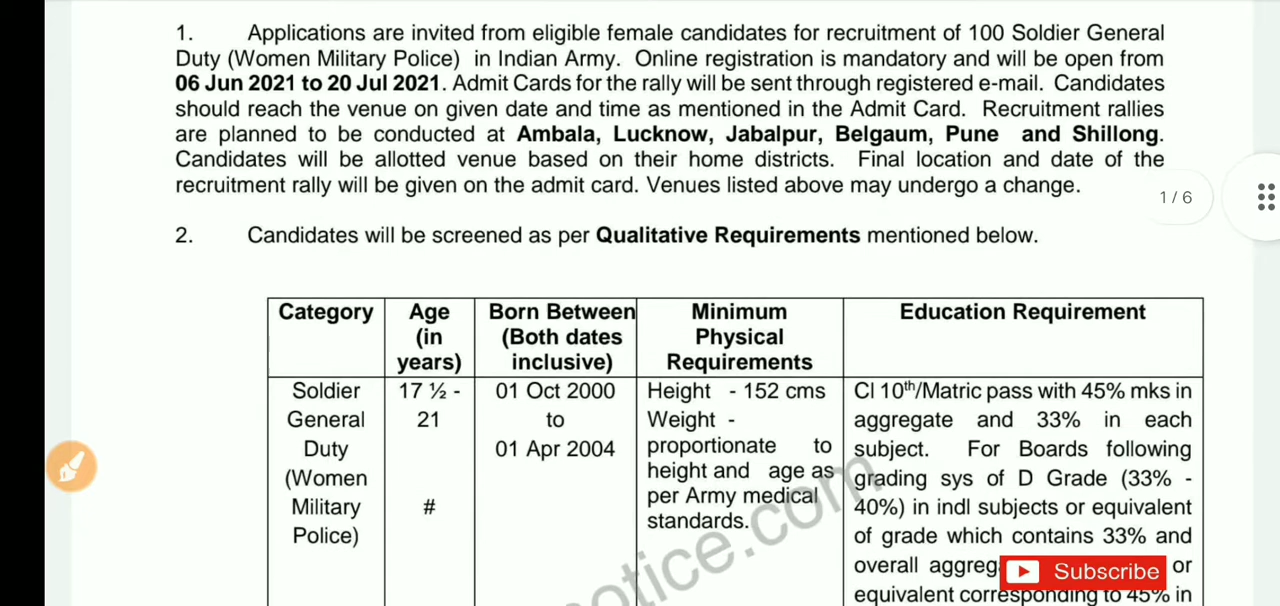 1. Applications are invited from eligible female candidates for recruitment of 100 Soldier General
Duty (Women Military Police) in Indian Army. Online registration is mandatory and will be open from
06 Jun 2021 to 20 Jul 2021. Admit Cards for the rally will be sent through registered e-mail. Candidates
should reach the venue on given date and time as mentioned in the Admit Card. Recruitment rallies
are planned to be conducted at Ambala, Lucknow, Jabalpur, Belgaum, Pune and Shillong.
Candidates will be allotted venue based on their home districts. Final location and date of the
recruitment rally will be given on the admit card. Venues listed above may undergo a change.
1 / 6
2. Candidates will be screened as per Qualitative Requirements mentioned below.
Category
Age
(in
years)
Born Between
(Both dates
inclusive)
Minimum
Physical
Requirements
Education Requirement
Soldier
General
Duty
(Women
Military
Police)
17 ½ -
21
#
01 Oct 2000
to
01 Apr 2004
Height - 152 cms
Weight -
proportionate to
height and age as
per Army medical
standards.
Cl 10th/Matric pass with 45% mks in
aggregate and 33% in each
subject. For Boards following
grading sys of D Grade (33% -
40%) in indl subjects or equivalent
of grade which contains 33% and
overall or
equivalent corresponding to 45% in
otice.com
Subscribe